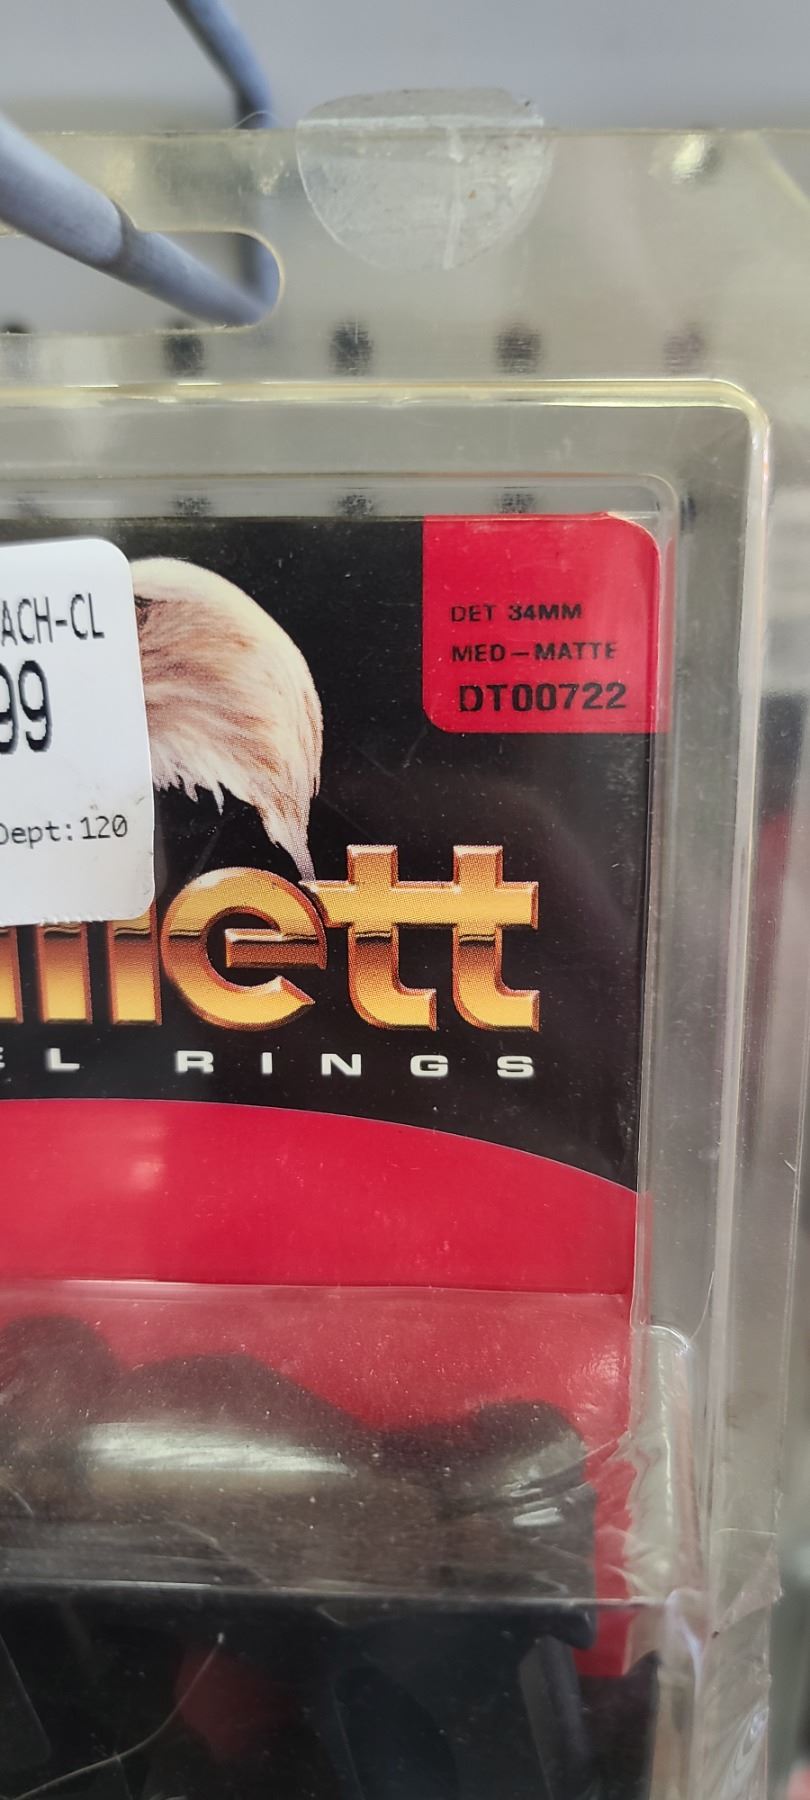 DET 34MM
MED-MATTE
DT00722
ACH-CL
99
Dept:120
llett
EL RINGS